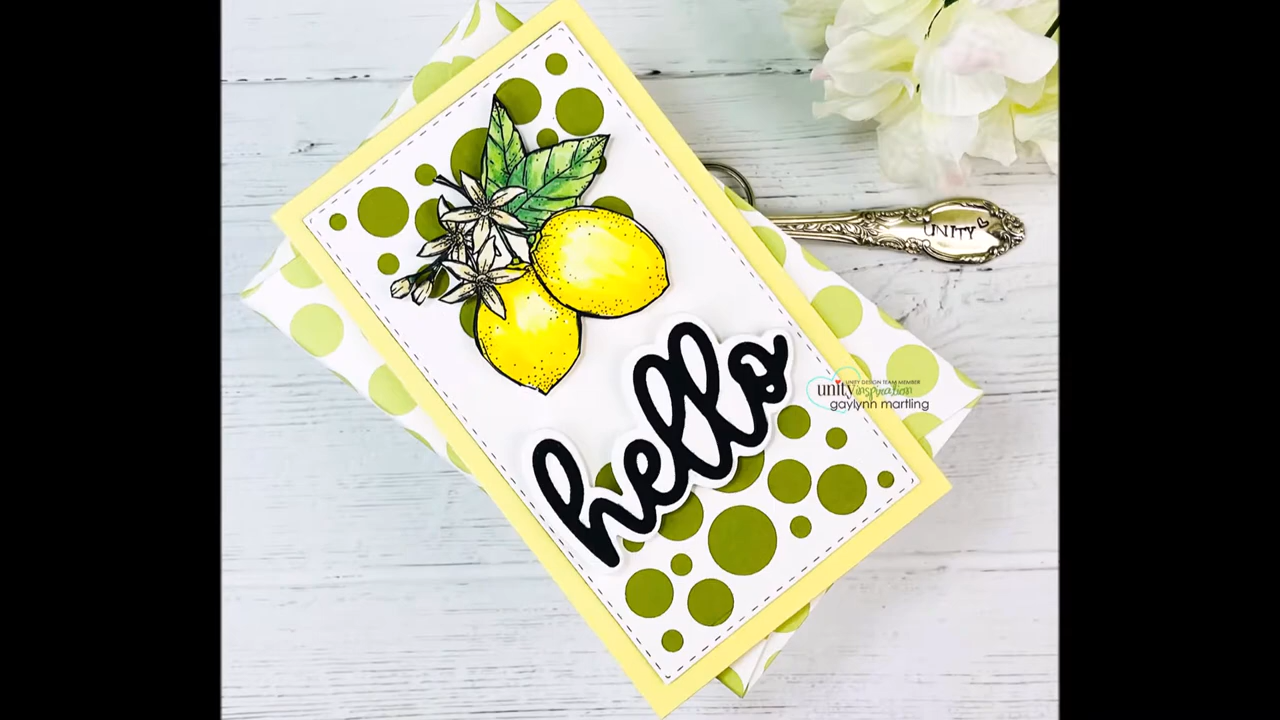 UNITY
hello
UNITY DESIGN TEAM MEMBER
unity inspiration
gaylynn martling